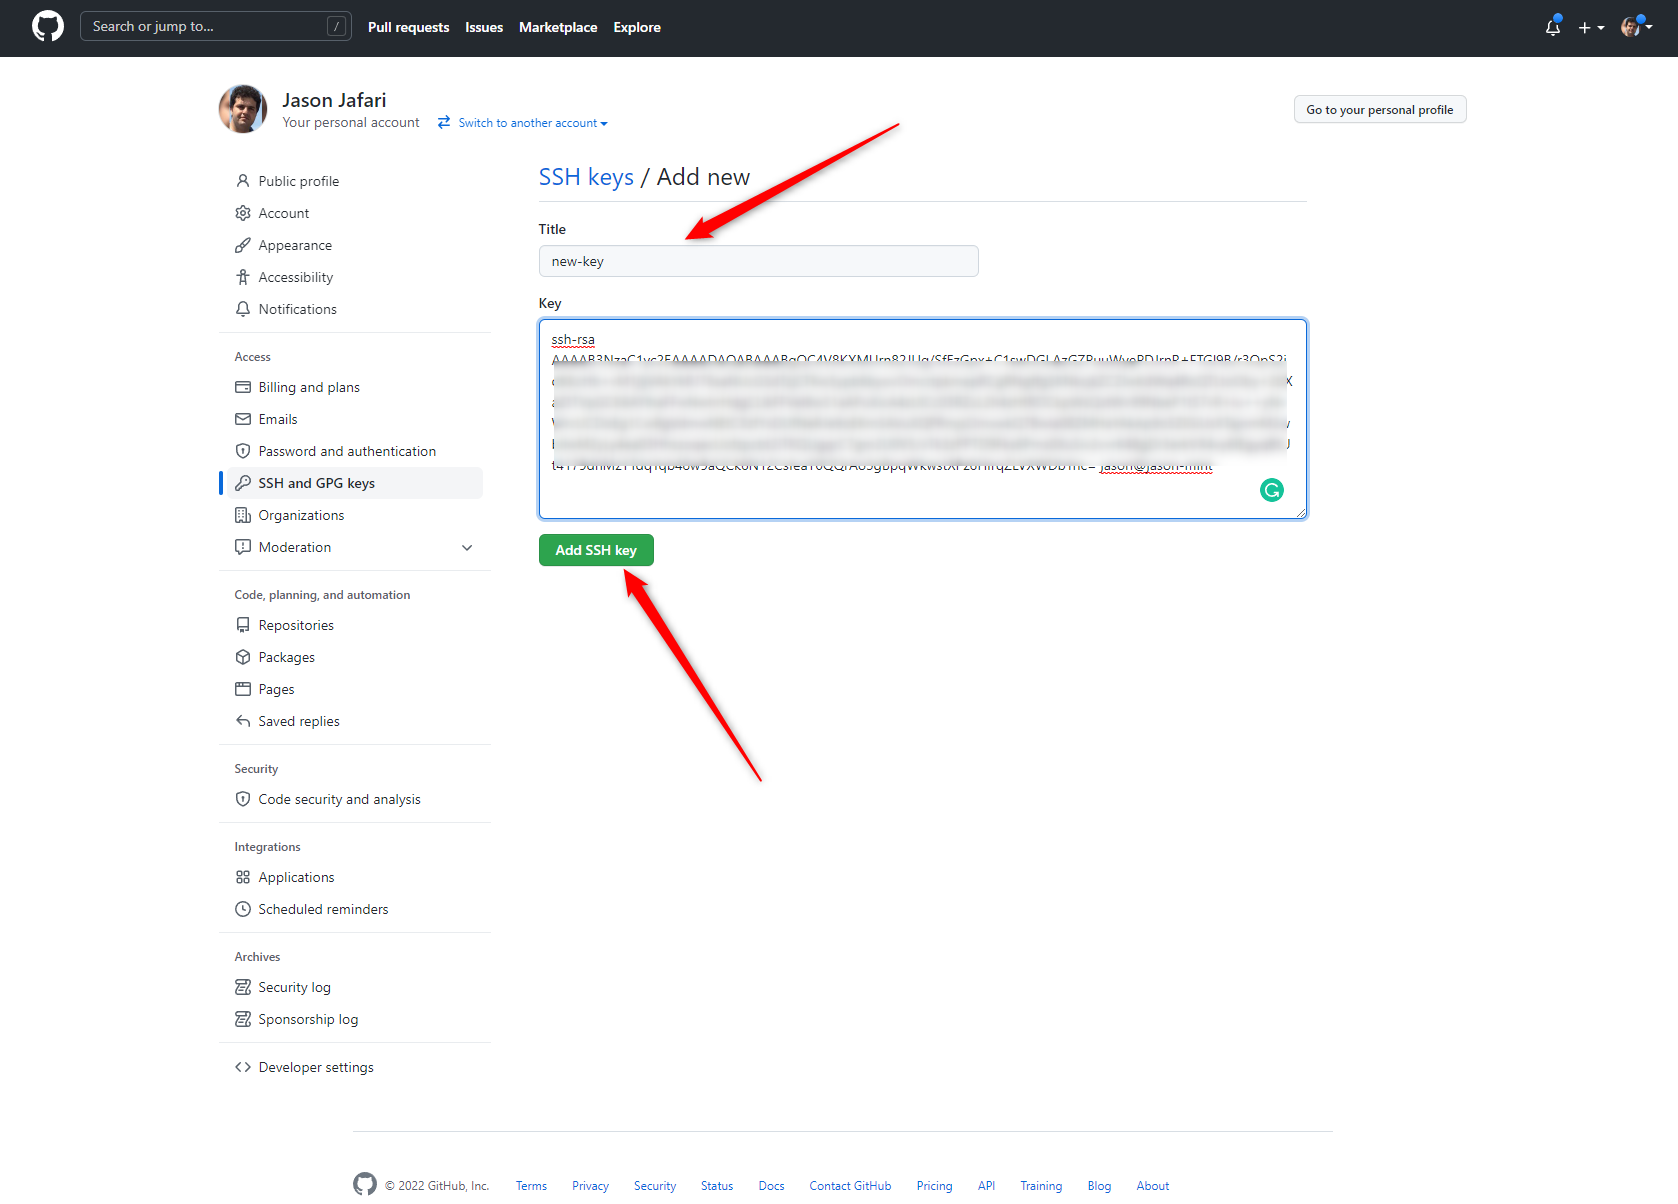 Search or jump to...
/
Pull requests
Issues
Marketplace
Explore
Jason Jafari
Your personal account
Switch to another account
Go to your personal profile
Public profile
Account
Appearance
Accessibility
Notifications
Access
Billing and plans
Emails
Password and authentication
SSH and GPG keys
Organizations
Moderation
Code, planning, and automation
Repositories
Packages
Pages
Saved replies
Security
Code security and analysis
Integrations
Applications
Scheduled reminders
Archives
Security log
Sponsorship log
Developer settings
SSH keys / Add new
Title
new-key
Key
ssh-rsa
jason@jason-mint
Add SSH key
© 2022 GitHub, Inc.
Terms
Privacy
Security
Status
Docs
Contact GitHub
Pricing
API
Training
Blog
About